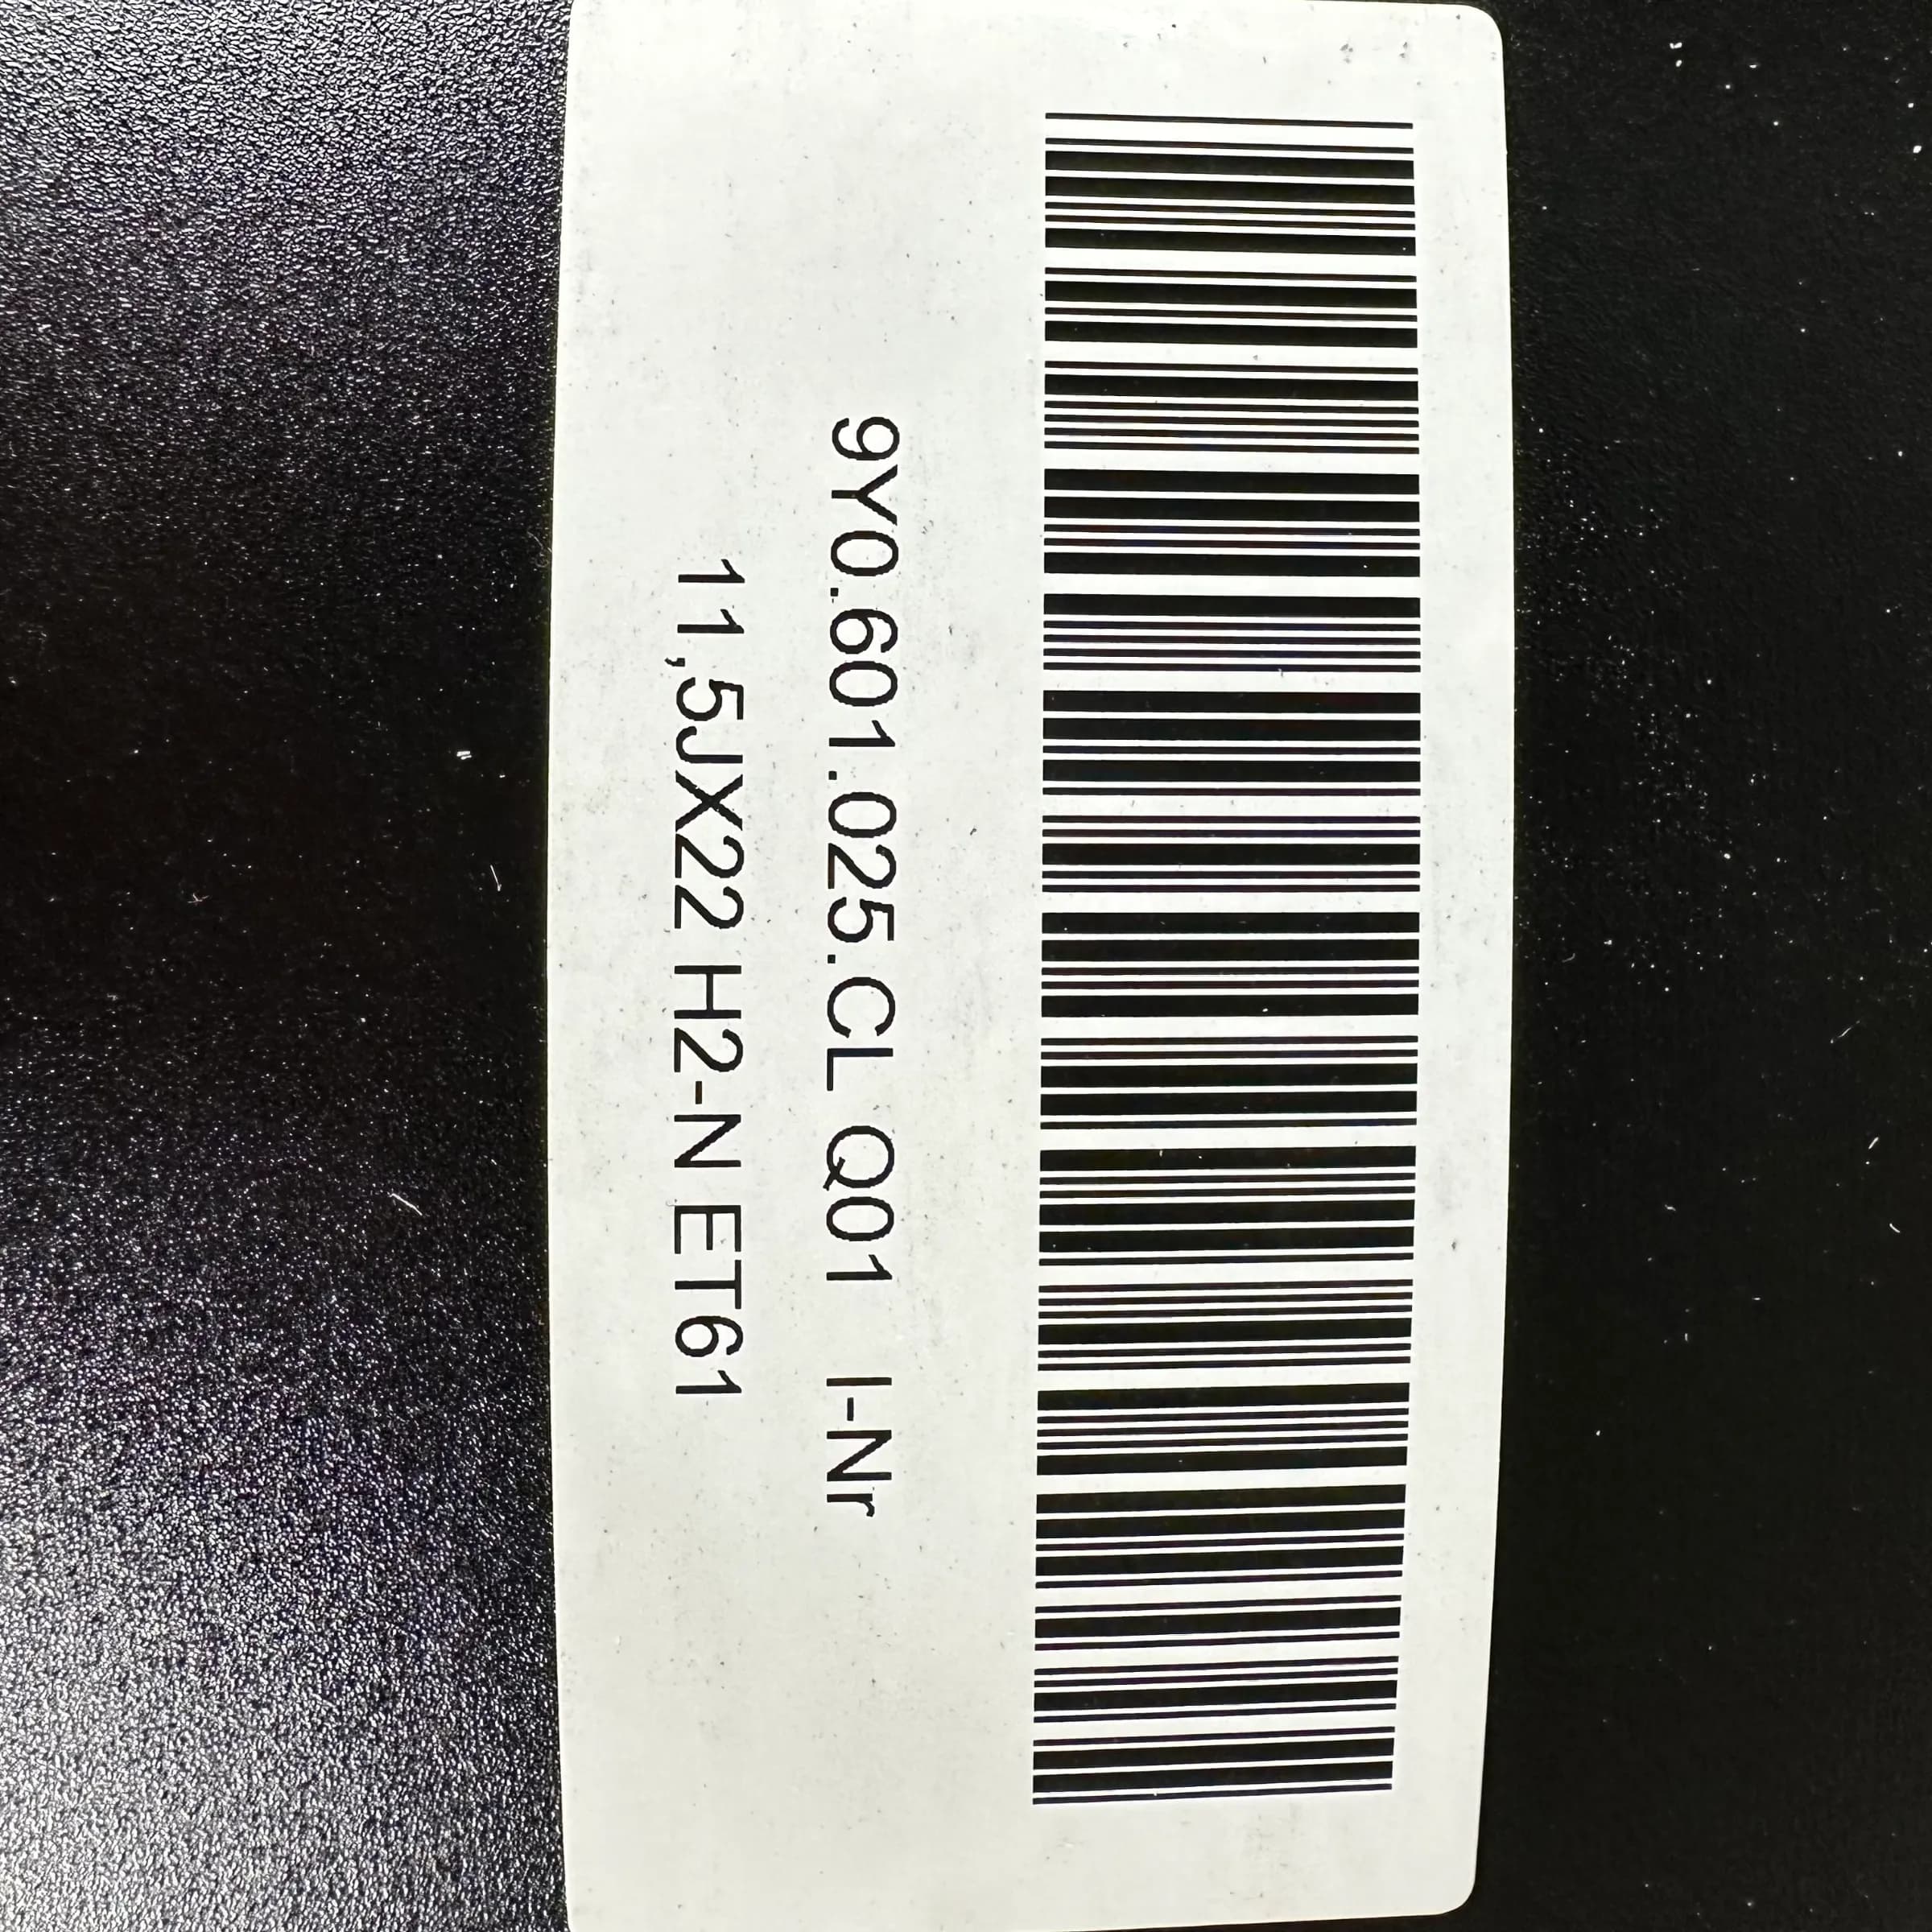 9Y0.601.025.CL Q01 I-Nr
11,5JX22 H2-N ET61